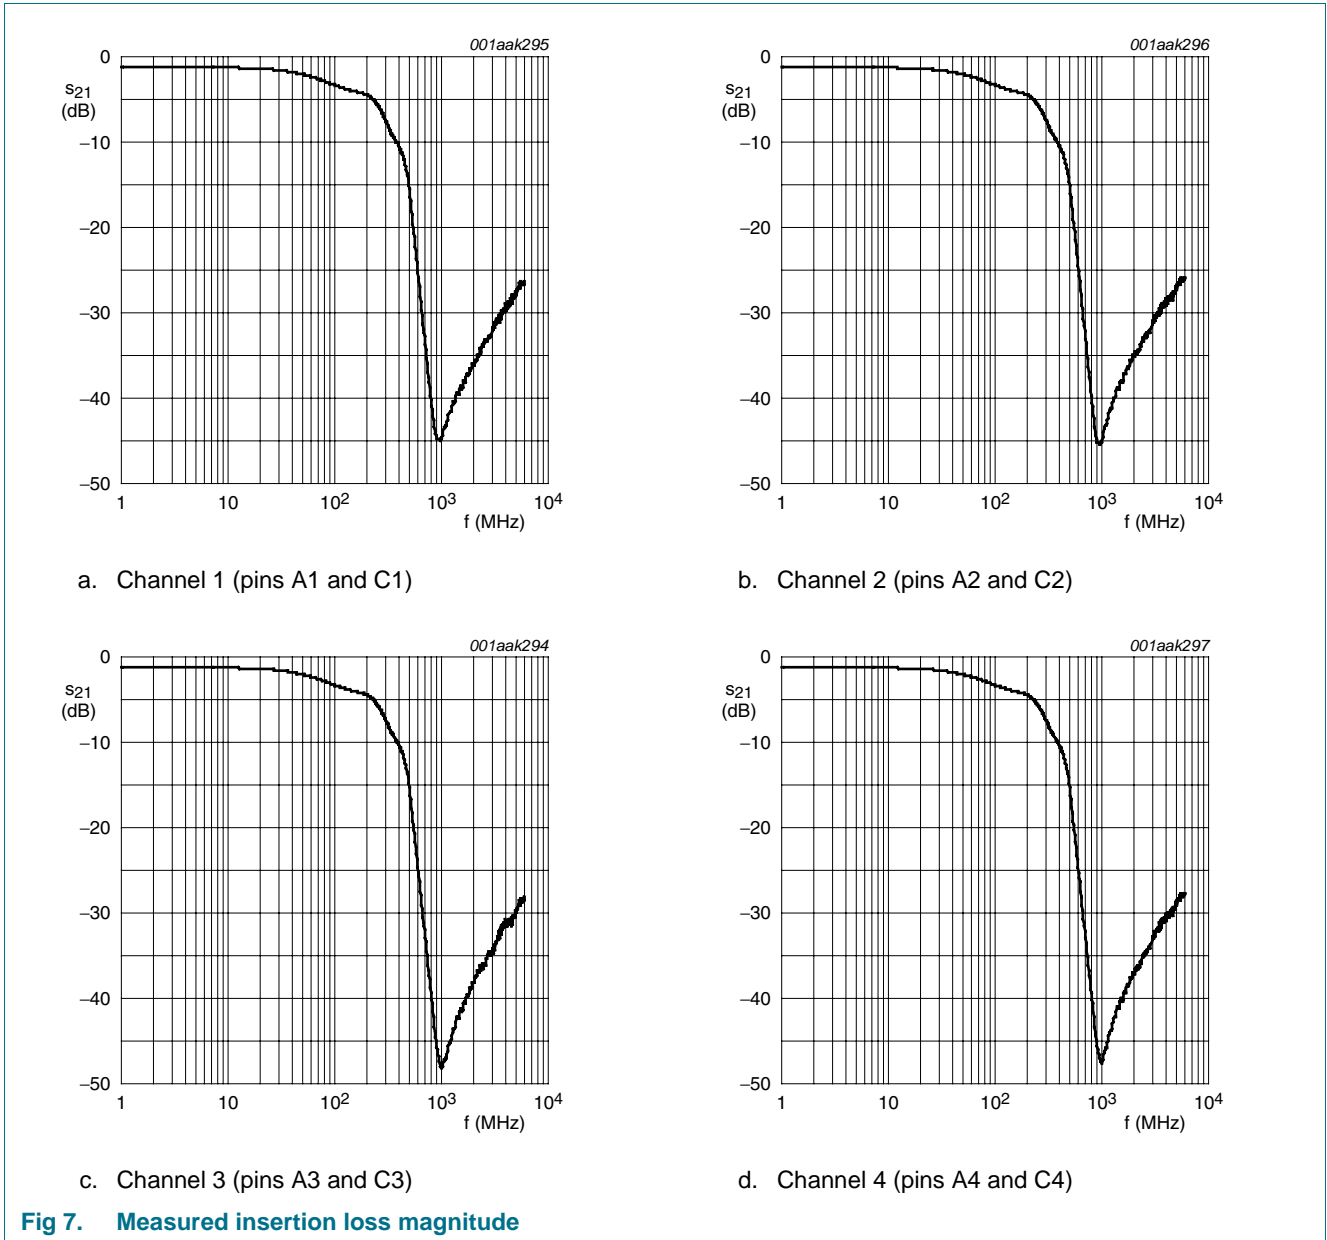 001aak295
0
s21
(dB)
−10
−20
−30
−40
−50
1
10
10²
10³
10⁴
f (MHz)
a. Channel 1 (pins A1 and C1)
001aak296
0
s21
(dB)
−10
−20
−30
−40
−50
1
10
10²
10³
10⁴
f (MHz)
b. Channel 2 (pins A2 and C2)
001aak294
0
s21
(dB)
−10
−20
−30
−40
−50
1
10
10²
10³
10⁴
f (MHz)
c. Channel 3 (pins A3 and C3)
001aak297
0
s21
(dB)
−10
−20
−30
−40
−50
1
10
10²
10³
10⁴
f (MHz)
d. Channel 4 (pins A4 and C4)
Fig 7. Measured insertion loss magnitude